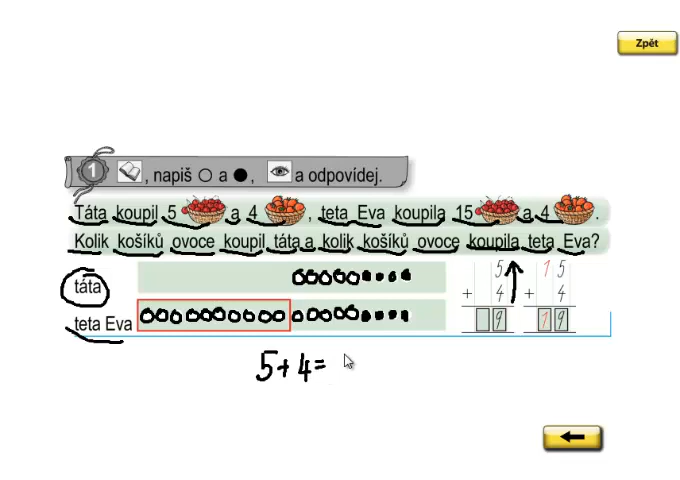 Zpět
1 , napiš ○ a ●, a odpovídej.
Táta koupil 5 a 4 , teta Eva koupila 15 a 4 .
Kolik košíků ovoce koupil táta a kolik košíků ovoce koupila teta Eva?
táta
5 15
+ 4 + 4
9 19
teta Eva
5+4=